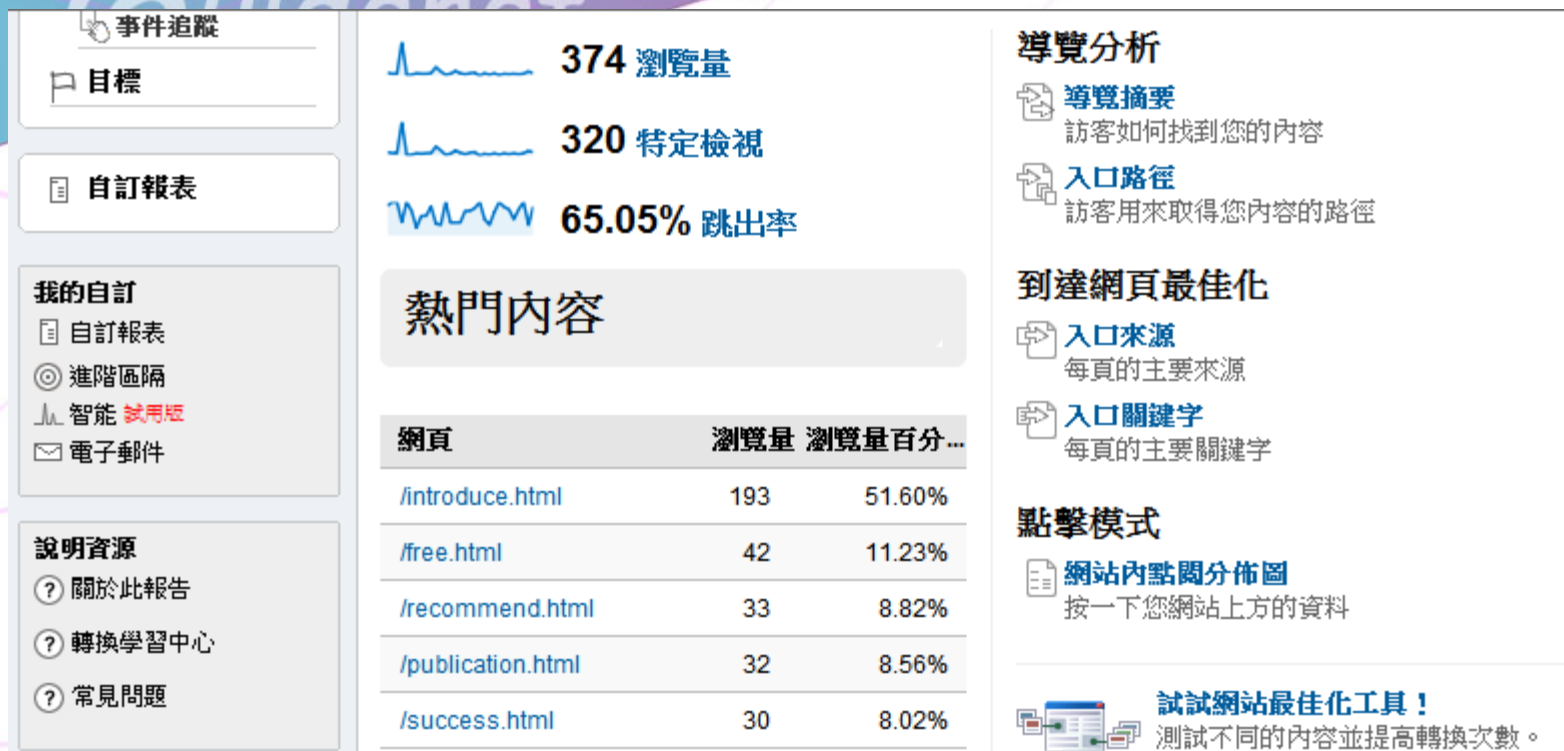 事件追蹤
目標
自訂報表
我的自訂
自訂報表
進階區隔
智能 試用版
電子郵件
說明資源
關於此報告
轉換學習中心
常見問題
374 瀏覽量
320 特定檢視
65.05% 跳出率
熱門內容
網頁 瀏覽量 瀏覽量百分...
/introduce.html 193 51.60%
/free.html 42 11.23%
/recommend.html 33 8.82%
/publication.html 32 8.56%
/success.html 30 8.02%
導覽分析
導覽摘要
訪客如何找到您的內容
入口路徑
訪客用來取得您內容的路徑
到達網頁最佳化
入口來源
每頁的主要來源
入口關鍵字
每頁的主要關鍵字
點擊模式
網站內點閱分佈圖
按一下您網站上方的資料
試試網站最佳化工具！
測試不同的內容並提高轉換次數。